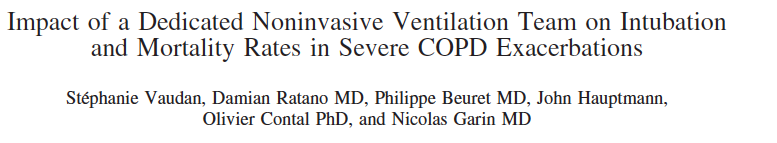 Impact of a Dedicated Noninvasive Ventilation Team on Intubation
and Mortality Rates in Severe COPD Exacerbations
Stéphanie Vaudan, Damian Ratano MD, Philippe Beuret MD, John Hauptmann,
Olivier Contal PhD, and Nicolas Garin MD